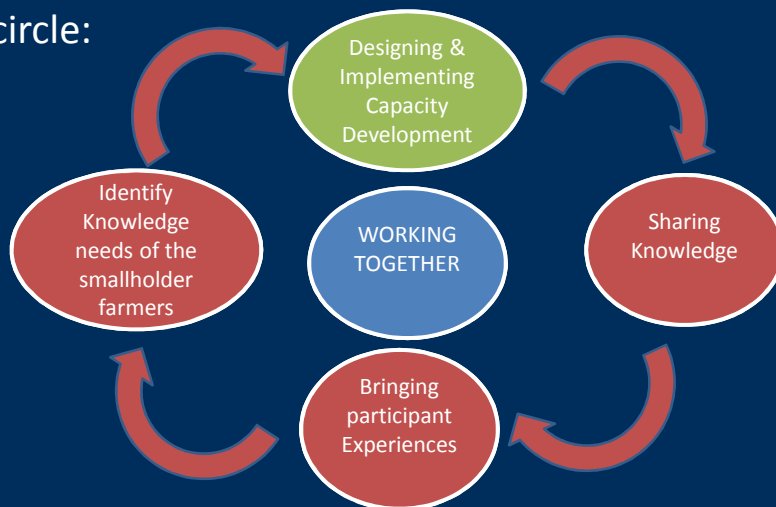 circle:
Designing &
Implementing
Capacity
Development
Identify
Knowledge
needs of the
smallholder
farmers
WORKING
TOGETHER
Sharing
Knowledge
Bringing
participant
Experiences